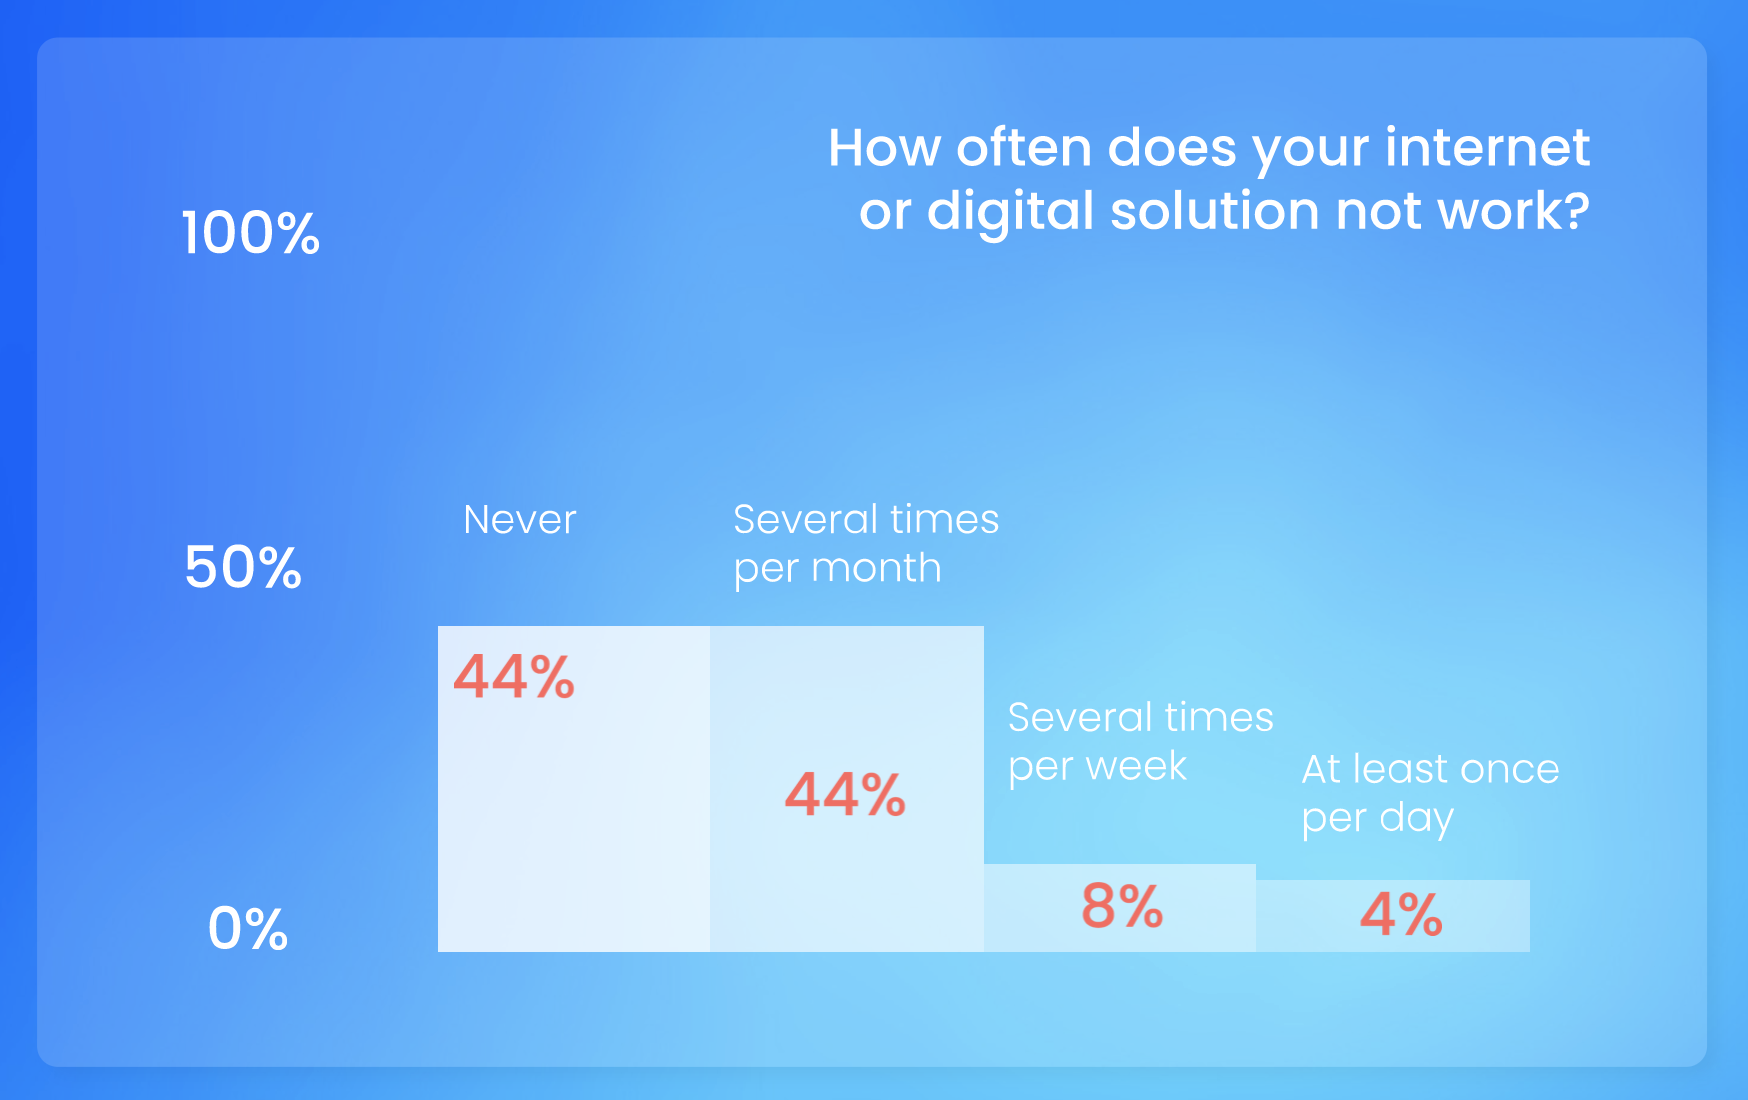 How often does your internet
or digital solution not work?
100%
50%
0%
Never
44%
Several times
per month
44%
Several times
per week
8%
At least once
per day
4%